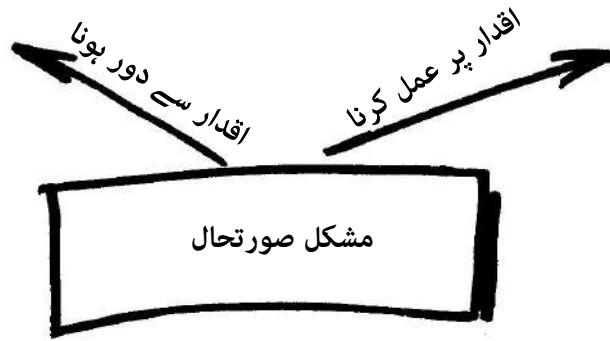 اقدار پر عمل کرنا
اقدار سے دور ہونا
مشکل صورتحال